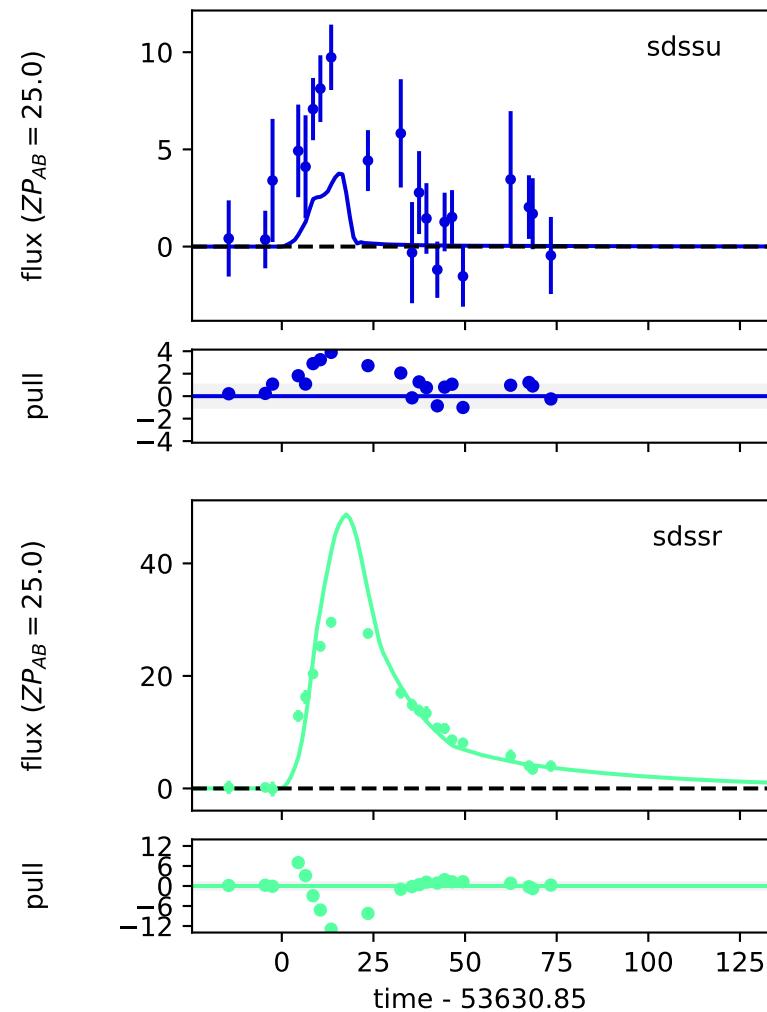 sdssu
flux (ZP_AB = 25.0)
10
5
0
pull
4
2
0
−2
−4
sdssr
flux (ZP_AB = 25.0)
40
20
0
pull
12
6
0
−6
−12
0 25 50 75 100 125
time - 53630.85